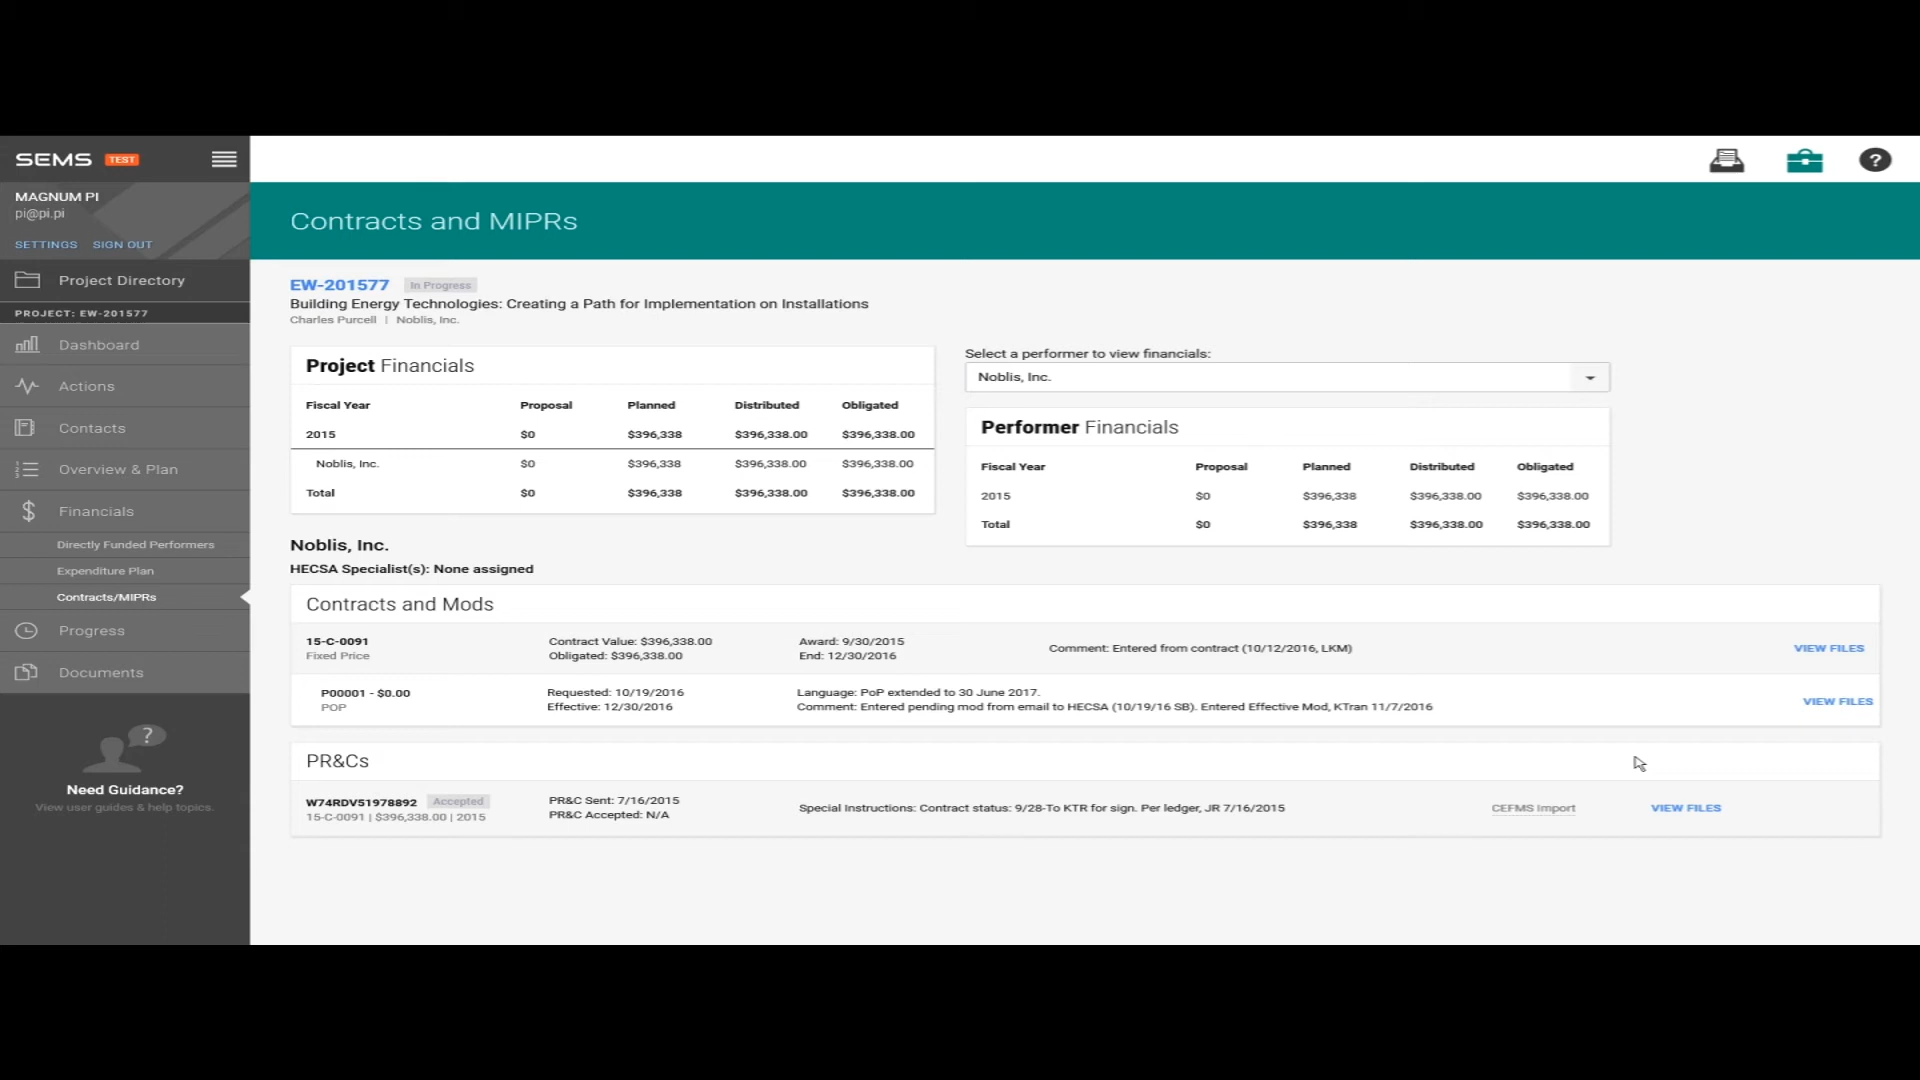 SEMS TEST
MAGNUM PI
pi@pi.pi
SETTINGS SIGN OUT
Project Directory
PROJECT: EW-201577
Dashboard
Actions
Contacts
Overview & Plan
Financials
Directly Funded Performers
Expenditure Plan
Contracts/MIPRs
Progress
Documents
?
Need Guidance?
View user guides & help topics.
?
Contracts and MIPRs
EW-201577 In Progress
Building Energy Technologies: Creating a Path for Implementation on Installations
Charles Purcell | Noblis, Inc.
Project Financials
Fiscal Year Proposal Planned Distributed Obligated
2015 $0 $396,338 $396,338.00 $396,338.00
Noblis, Inc. $0 $396,338 $396,338.00 $396,338.00
Total $0 $396,338 $396,338.00 $396,338.00
Select a performer to view financials:
Noblis, Inc.
Performer Financials
Fiscal Year Proposal Planned Distributed Obligated
2015 $0 $396,338 $396,338.00 $396,338.00
Total $0 $396,338 $396,338.00 $396,338.00
Noblis, Inc.
HECSA Specialist(s): None assigned
Contracts and Mods
15-C-0091 Contract Value: $396,338.00 Award: 9/30/2015 Comment: Entered from contract (10/12/2016, LKM) VIEW FILES
Fixed Price Obligated: $396,338.00 End: 12/30/2016
P00001 - $0.00 Requested: 10/19/2016 Language: PoP extended to 30 June 2017. VIEW FILES
POP Effective: 12/30/2016 Comment: Entered pending mod from email to HECSA (10/19/16 SB). Entered Effective Mod, KTran 11/7/2016
PR&Cs
W74RDV51978892 Accepted PR&C Sent: 7/16/2015 Special Instructions: Contract status: 9/28-To KTR for sign. Per ledger, JR 7/16/2015 CEFMS Import VIEW FILES
15-C-0091 | $396,338.00 | 2015 PR&C Accepted: N/A